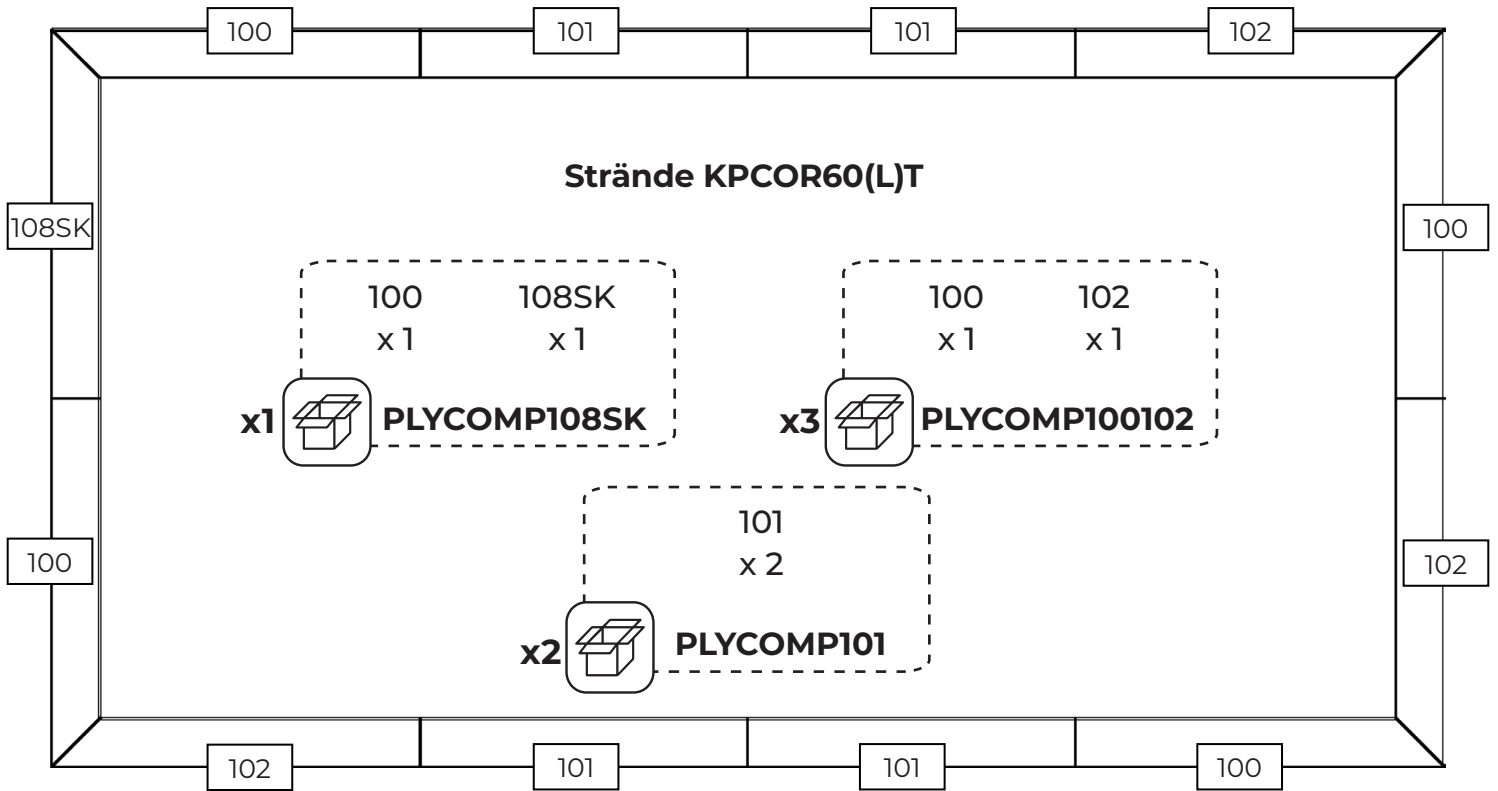 100 101 101 102
Strände KPCOR60(L)T
108SK 100
100 108SK
x 1 x 1
x1 PLYCOMP108SK
100 102
x 1 x 1
x3 PLYCOMP100102
101
x 2
x2 PLYCOMP101
100 102
102 101 101 100